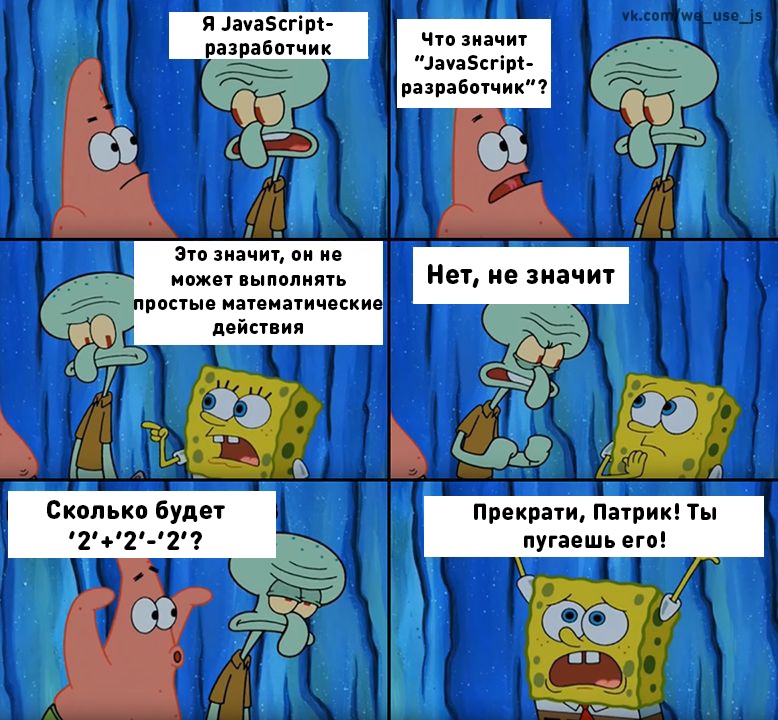 Я JavaScript-
разработчик
vk.com/we_use_js
Что значит
"JavaScript-
разработчик"?
Это значит, он не
может выполнять
простые математические
действия
Нет, не значит
Сколько будет
'2'+'2'-'2'?
Прекрати, Патрик! Ты
пугаешь его!